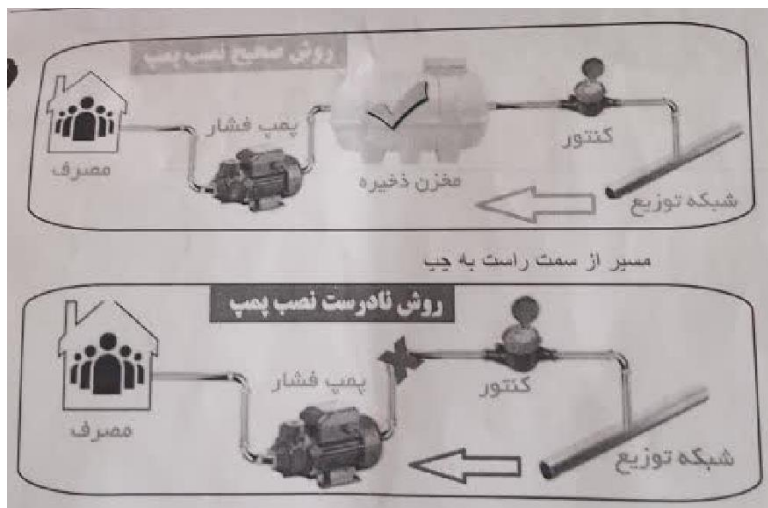 روش صحیح نصب پمپ
کنتور
پمپ فشار
مصرف
مخزن ذخیره
شبکه توزیع
مسیر از سمت راست به چپ
روش نادرست نصب پمپ
کنتور
پمپ فشار
مصرف
شبکه توزیع